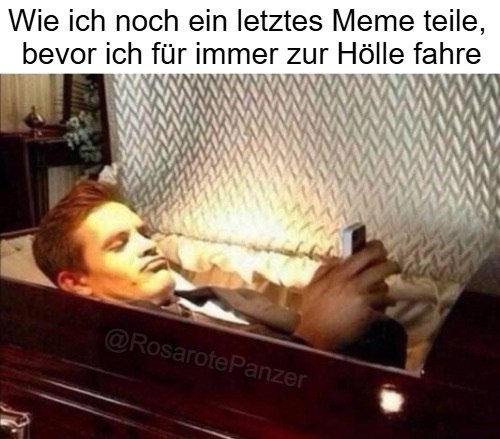 Wie ich noch ein letztes Meme teile,
bevor ich für immer zur Hölle fahre
@RosarotePanzer